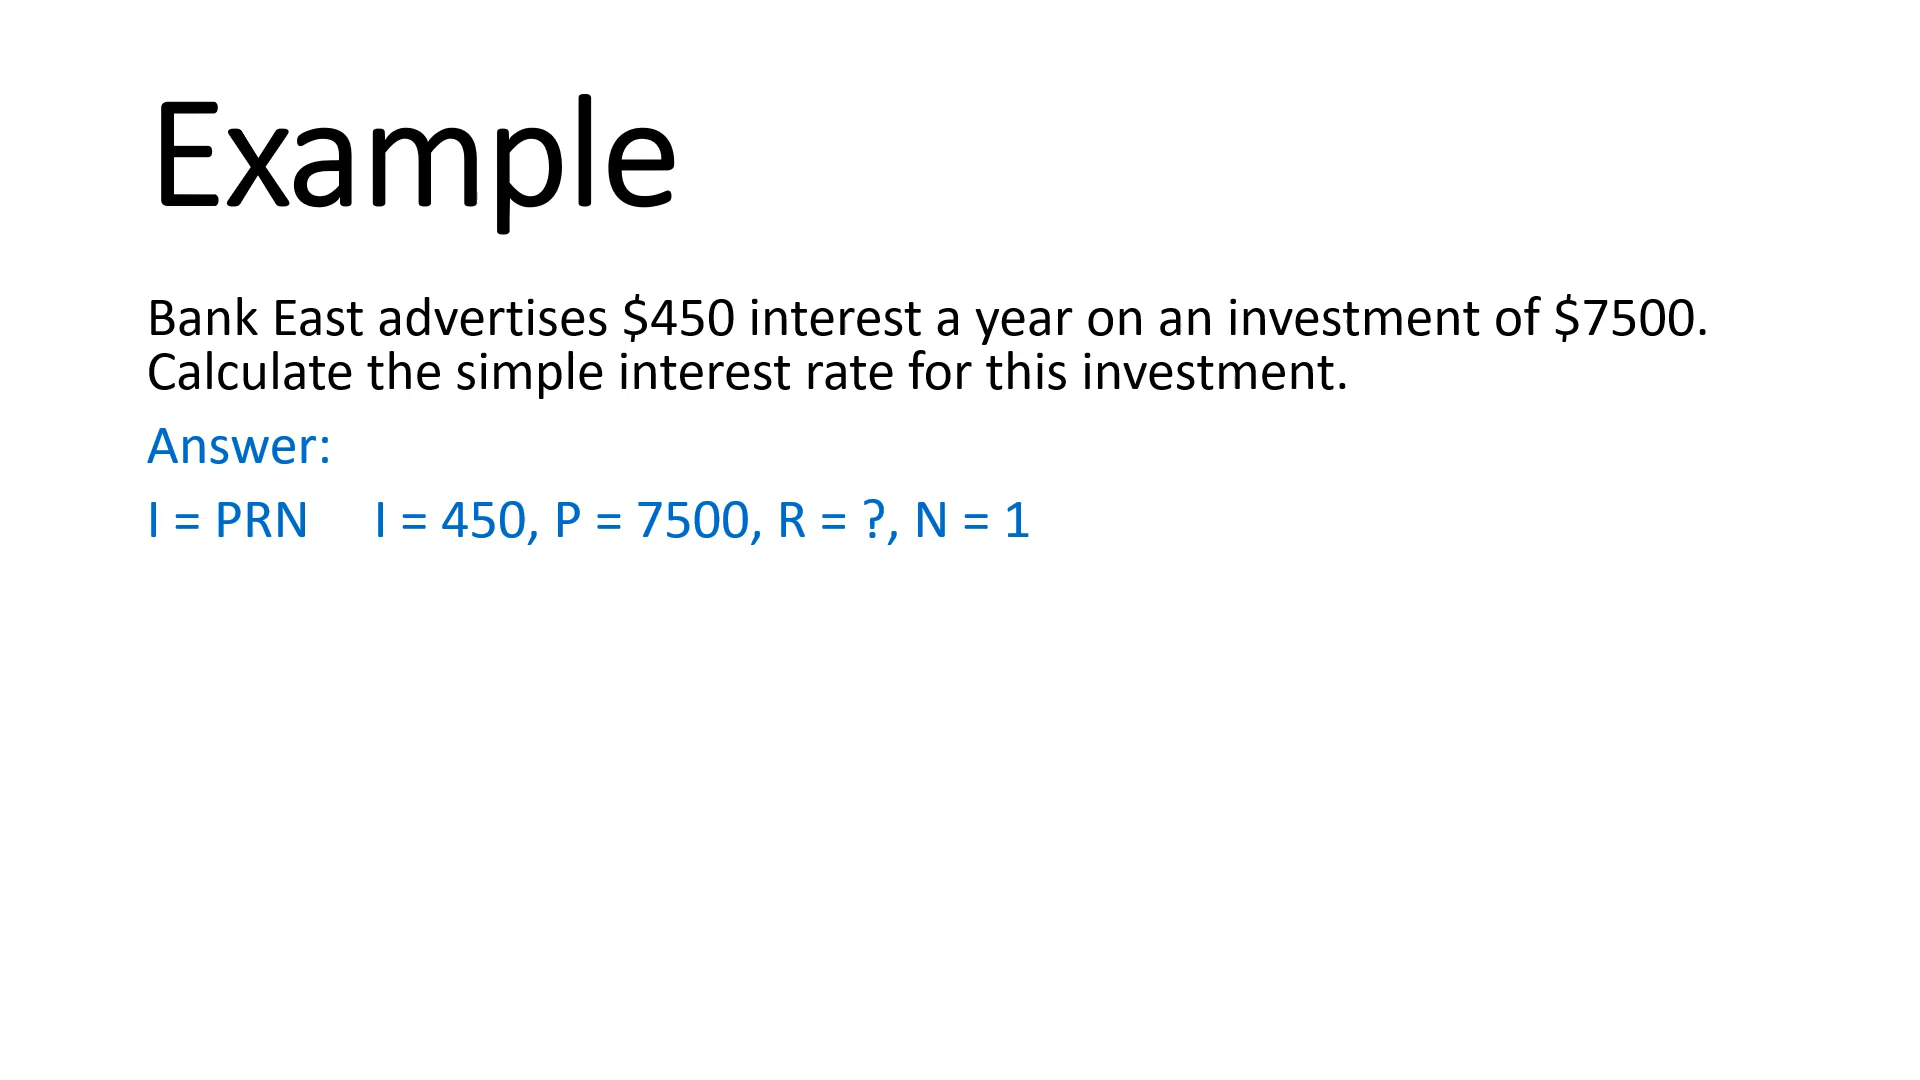 Example
Bank East advertises $450 interest a year on an investment of $7500.
Calculate the simple interest rate for this investment.
Answer:
I = PRN I = 450, P = 7500, R = ?, N = 1